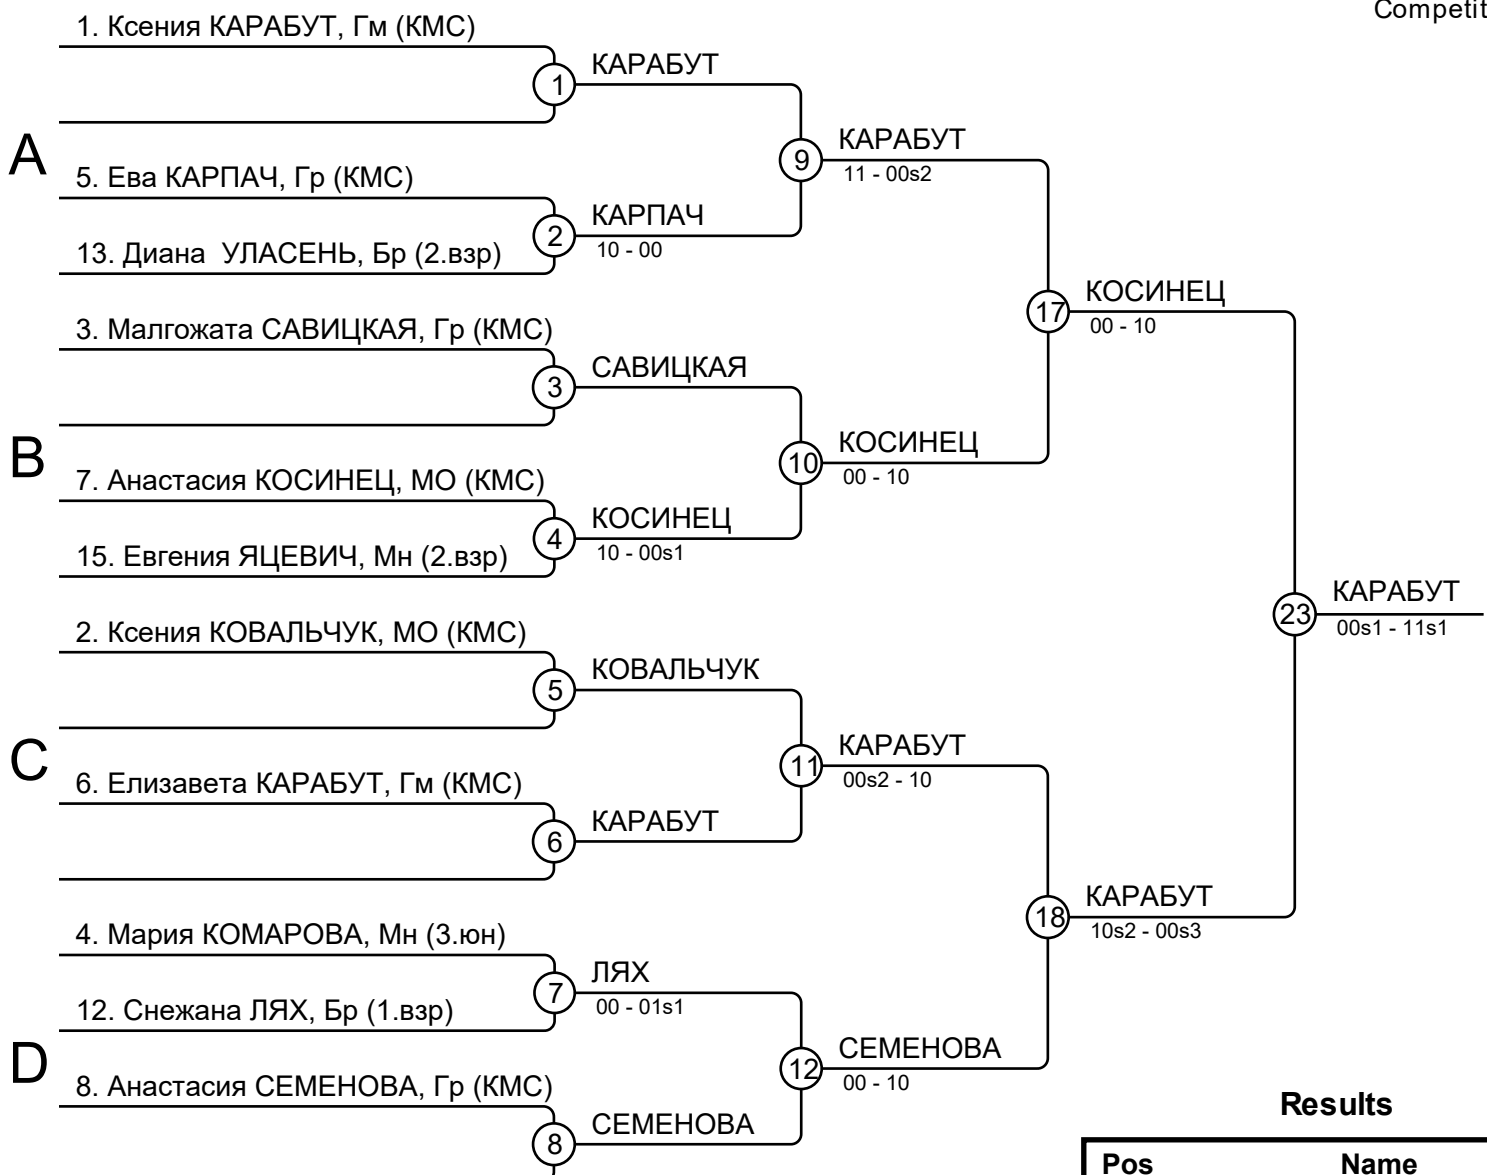 Competit
1. Ксения КАРАБУТ, Гм (КМС)
1
КАРАБУТ
A
9
КАРАБУТ
11 - 00s2
5. Ева КАРПАЧ, Гр (КМС)
2
КАРПАЧ
10 - 00
13. Диана УЛАСЕНЬ, Бр (2.взр)
17
КОСИНЕЦ
00 - 10
3. Малгожата САВИЦКАЯ, Гр (КМС)
3
САВИЦКАЯ
B
10
КОСИНЕЦ
00 - 10
7. Анастасия КОСИНЕЦ, МО (КМС)
4
КОСИНЕЦ
10 - 00s1
15. Евгения ЯЦЕВИЧ, Мн (2.взр)
23
КАРАБУТ
00s1 - 11s1
2. Ксения КОВАЛЬЧУК, МО (КМС)
5
КОВАЛЬЧУК
C
11
КАРАБУТ
00s2 - 10
6. Елизавета КАРАБУТ, Гм (КМС)
6
КАРАБУТ
18
КАРАБУТ
10s2 - 00s3
4. Мария КОМАРОВА, Мн (3.юн)
7
ЛЯХ
00 - 01s1
12. Снежана ЛЯХ, Бр (1.взр)
D
12
СЕМЕНОВА
00 - 10
8. Анастасия СЕМЕНОВА, Гр (КМС)
8
СЕМЕНОВА
Results
Pos Name